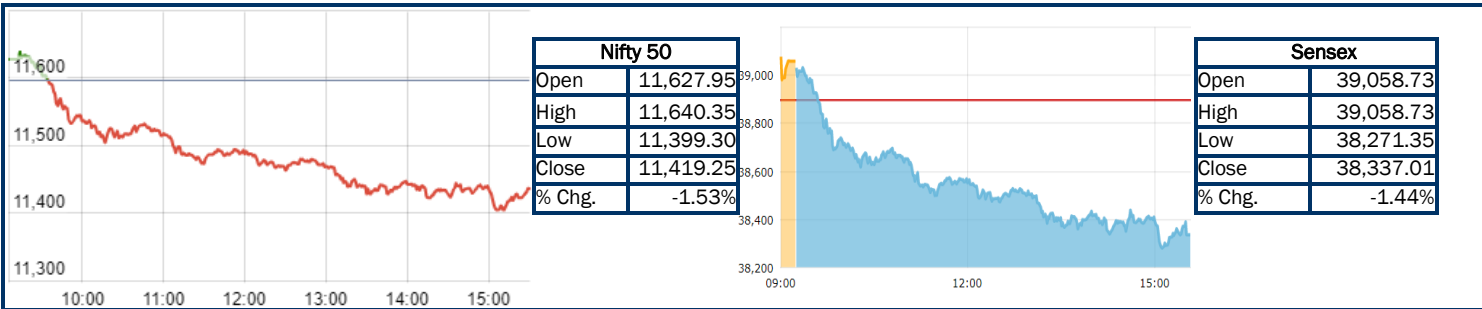 11,600
11,500
11,400
11,300
10:00 11:00 12:00 13:00 14:00 15:00
Nifty 50
Open 11,627.95
High 11,640.35
Low 11,399.30
Close 11,419.25
% Chg. -1.53%
39,000
38,800
38,600
38,400
38,200
09:00 12:00 15:00
Sensex
Open 39,058.73
High 39,058.73
Low 38,271.35
Close 38,337.01
% Chg. -1.44%